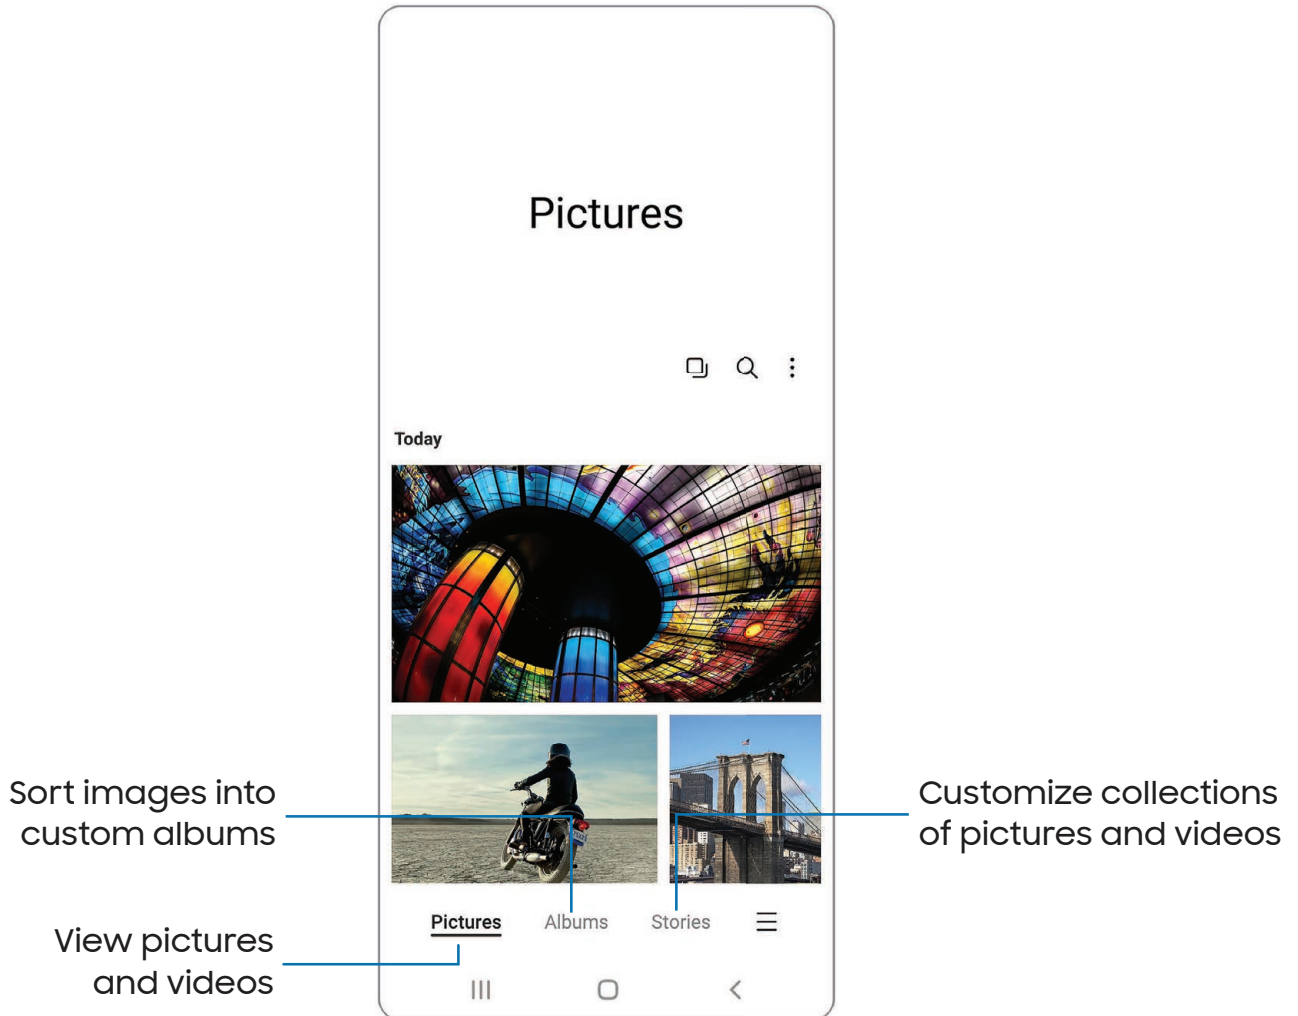 Pictures
Today
Sort images into
custom albums
Customize collections
of pictures and videos
Pictures Albums Stories
View pictures
and videos